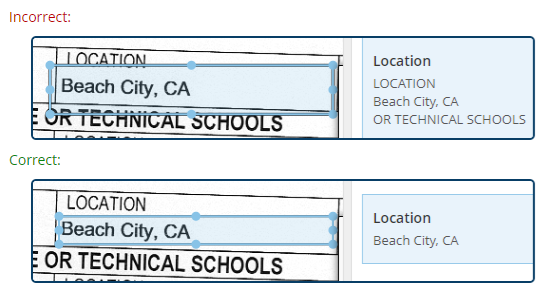 Incorrect:
LOCATION
Beach City, CA
E OR TECHNICAL SCHOOLS
Location
LOCATION
Beach City, CA
OR TECHNICAL SCHOOLS
Correct:
LOCATION
Beach City, CA
E OR TECHNICAL SCHOOLS
Location
Beach City, CA